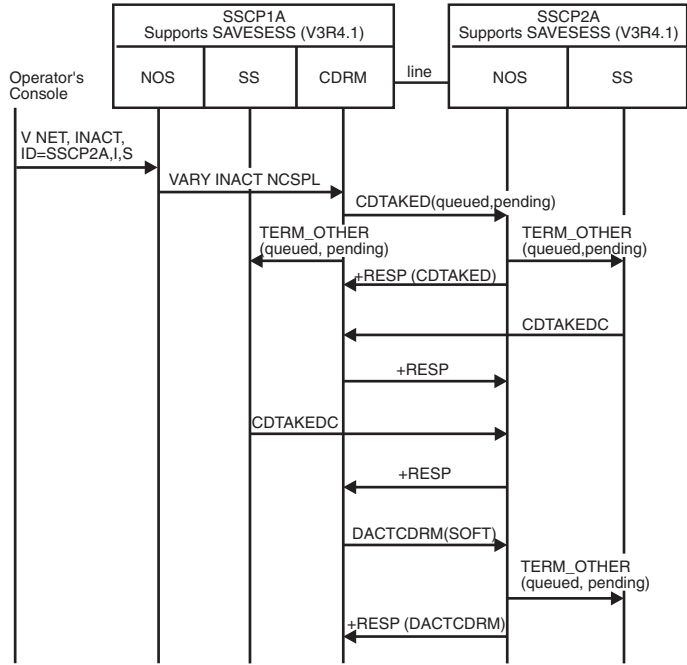 SSCP1A
Supports SAVESESS (V3R4.1)
SSCP2A
Supports SAVESESS (V3R4.1)
Operator's
Console
NOS
SS
CDRM
line
NOS
SS
V NET, INACT,
ID=SSCP2A,I,S
VARY INACT NCSPL
CDTAKED(queued,pending)
TERM_OTHER
(queued, pending)
TERM_OTHER
(queued,pending)
+RESP (CDTAKED)
CDTAKEDC
+RESP
CDTAKEDC
+RESP
DACTCDRM(SOFT)
TERM_OTHER
(queued, pending)
+RESP (DACTCDRM)